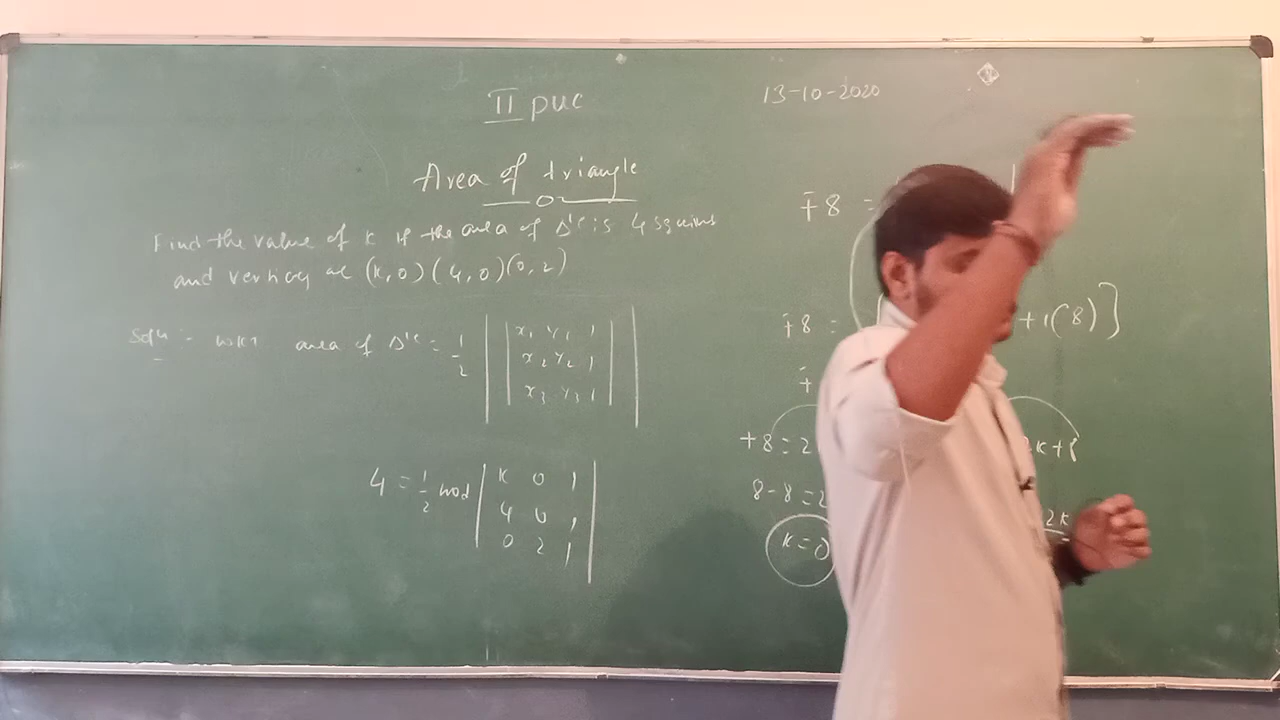 II PUC
13-10-2020
Area of triangle
Find the value of K if the area of Δle is 4 squnits
and vertices are (K,0) (4,0) (0,2)
Soln:- WKT area of Δle = 1/2 | | x1 y1 1 | |
x2 y2 1
x3 y3 1
4 = 1/2 mod | K 0 1 |
4 0 1
0 2 1
∓8 =
∓8 = +1(8)]
+8 = 2 2K+8
8-8 = 2 2K
K=0